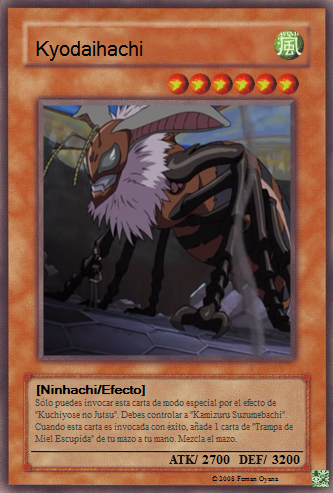 Kyodaihachi
風
[Ninhachi/Efecto]
Sólo puedes invocar esta carta de modo especial por el efecto de
"Kuchiyose no Jutsu". Debes controlar a "Kamizuru Suzumebachi".
Cuando esta carta es invocada con éxito, añade 1 carta de "Trampa de
Miel Escupida" de tu mazo a tu mano. Mezcla el mazo.
ATK/ 2700 DEF/ 3200
©2008 Fernan Oyana